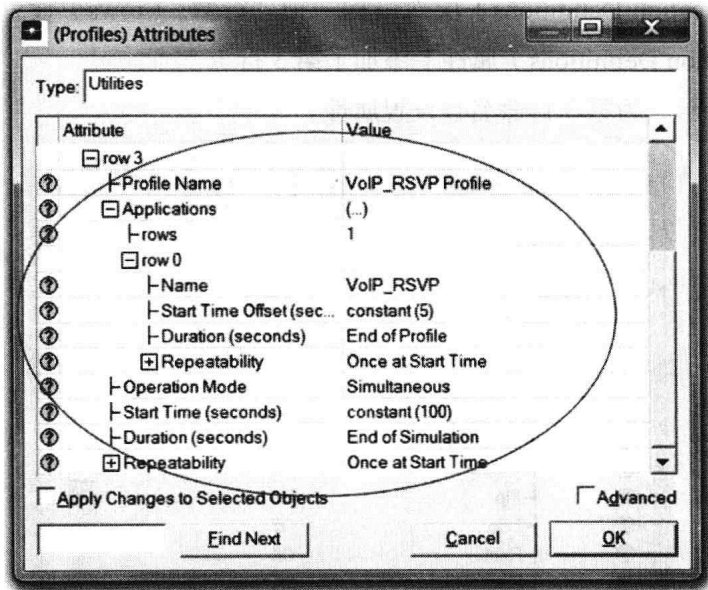 (Profiles) Attributes
Type: Utilities
Attribute Value
row 3
Profile Name VoIP_RSVP Profile
Applications (...)
rows 1
row 0
Name VoIP_RSVP
Start Time Offset (sec... constant (5)
Duration (seconds) End of Profile
Repeatability Once at Start Time
Operation Mode Simultaneous
Start Time (seconds) constant (100)
Duration (seconds) End of Simulation
Repeatability Once at Start Time
Apply Changes to Selected Objects
Advanced
Find Next Cancel OK